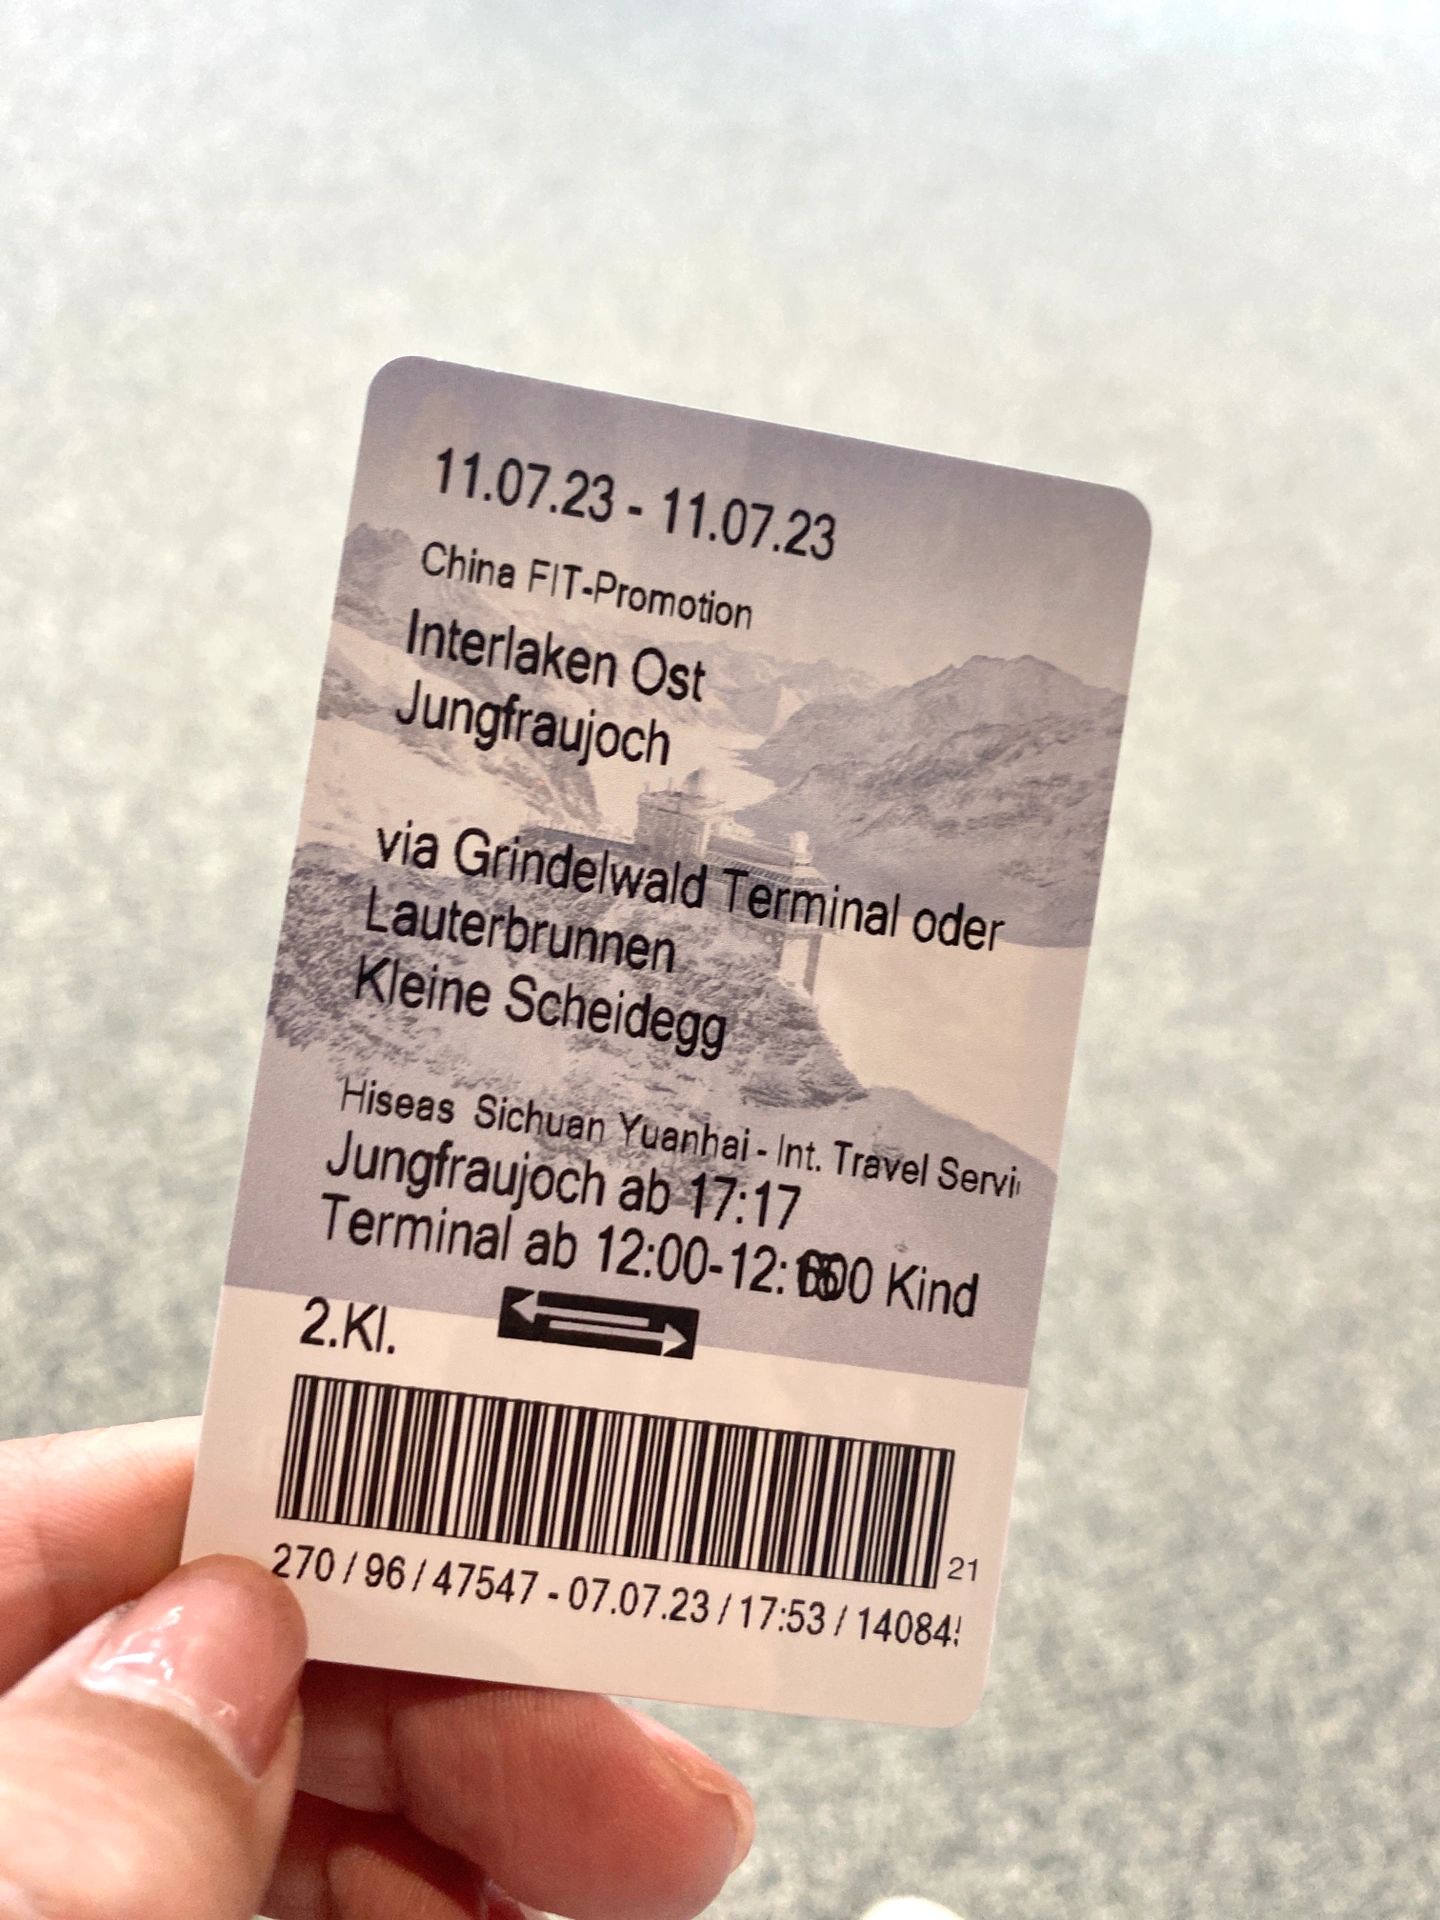 11.07.23 - 11.07.23
China FIT-Promotion
Interlaken Ost
Jungfraujoch
via Grindelwald Terminal oder
Lauterbrunnen
Kleine Scheidegg
Hiseas Sichuan Yuanhai - Int. Travel Servi
Jungfraujoch ab 17:17
Terminal ab 12:00-12: Kind
2.Kl.
21
270 / 96 / 47547 - 07.07.23 / 17:53 / 14084